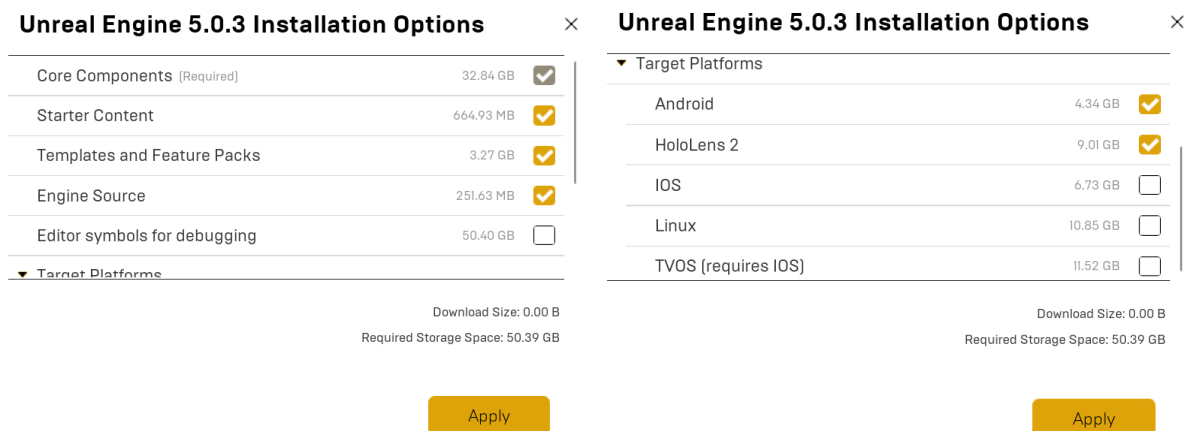 Unreal Engine 5.0.3 Installation Options
Core Components (Required) 32.84 GB
Starter Content 664.93 MB
Templates and Feature Packs 3.27 GB
Engine Source 251.63 MB
Editor symbols for debugging 50.40 GB
Target Platforms
Download Size: 0.00 B
Required Storage Space: 50.39 GB
Apply
Unreal Engine 5.0.3 Installation Options
Target Platforms
Android 4.34 GB
HoloLens 2 9.01 GB
IOS 6.73 GB
Linux 10.85 GB
TVOS (requires IOS) 11.52 GB
Download Size: 0.00 B
Required Storage Space: 50.39 GB
Apply